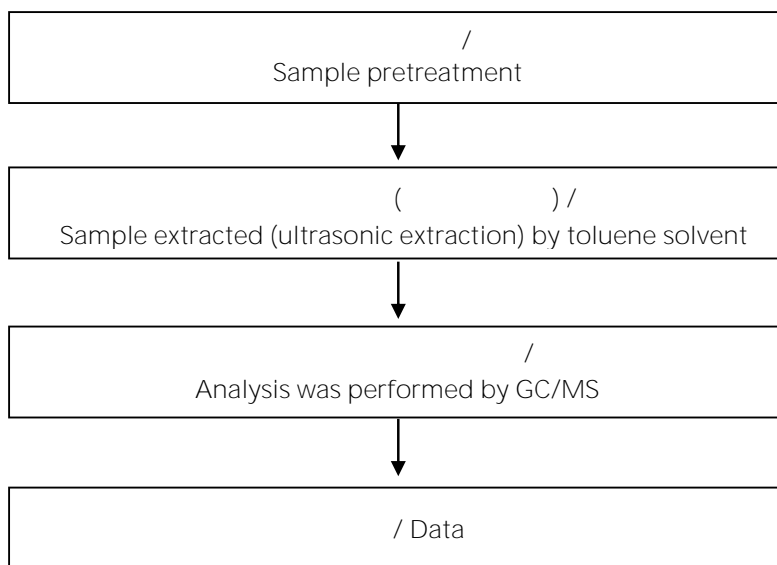 /
Sample pretreatment
( ) /
Sample extracted (ultrasonic extraction) by toluene solvent
/
Analysis was performed by GC/MS
/ Data